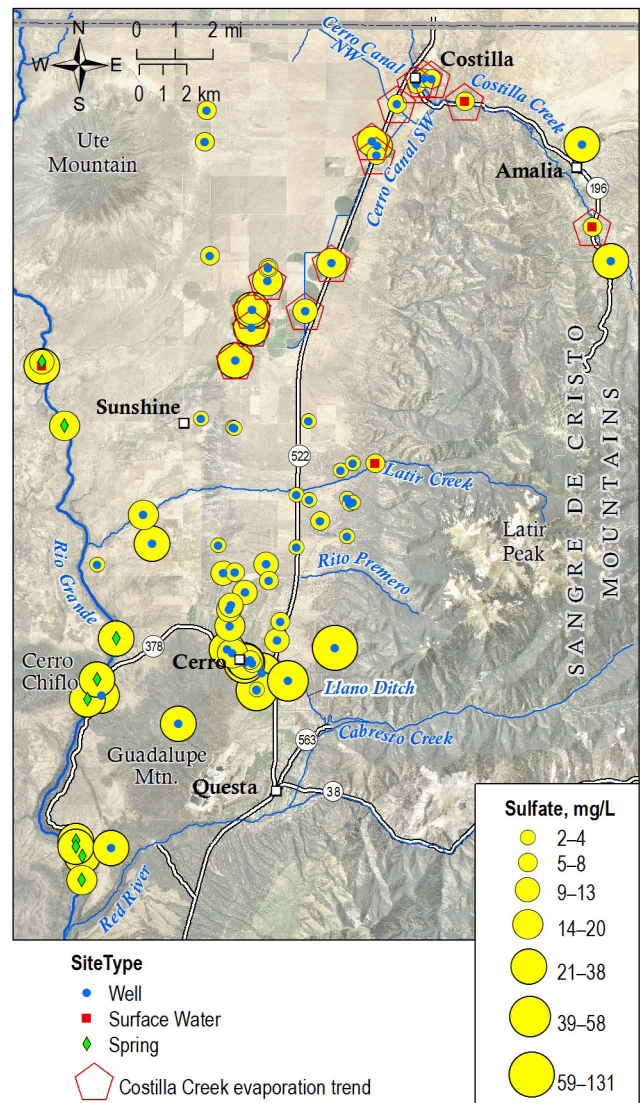 N
W E
S
0 1 2 mi
0 1 2 km
Cerro Canal
NW
Costilla
Costilla Creek
Ute
Mountain
Cerro Canal SW
Amalia
196
Sunshine
522
Latir Creek
SANGRE DE CRISTO
MOUNTAINS
Latir
Peak
Rio Grande
Rito Premero
378
Cerro
Cerro
Chiflo
Llano Ditch
Guadalupe
Mtn.
563
Cabresto Creek
Questa
38
Red River
Sulfate, mg/L
2–4
5–8
9–13
14–20
21–38
39–58
59–131
SiteType
Well
Surface Water
Spring
Costilla Creek evaporation trend